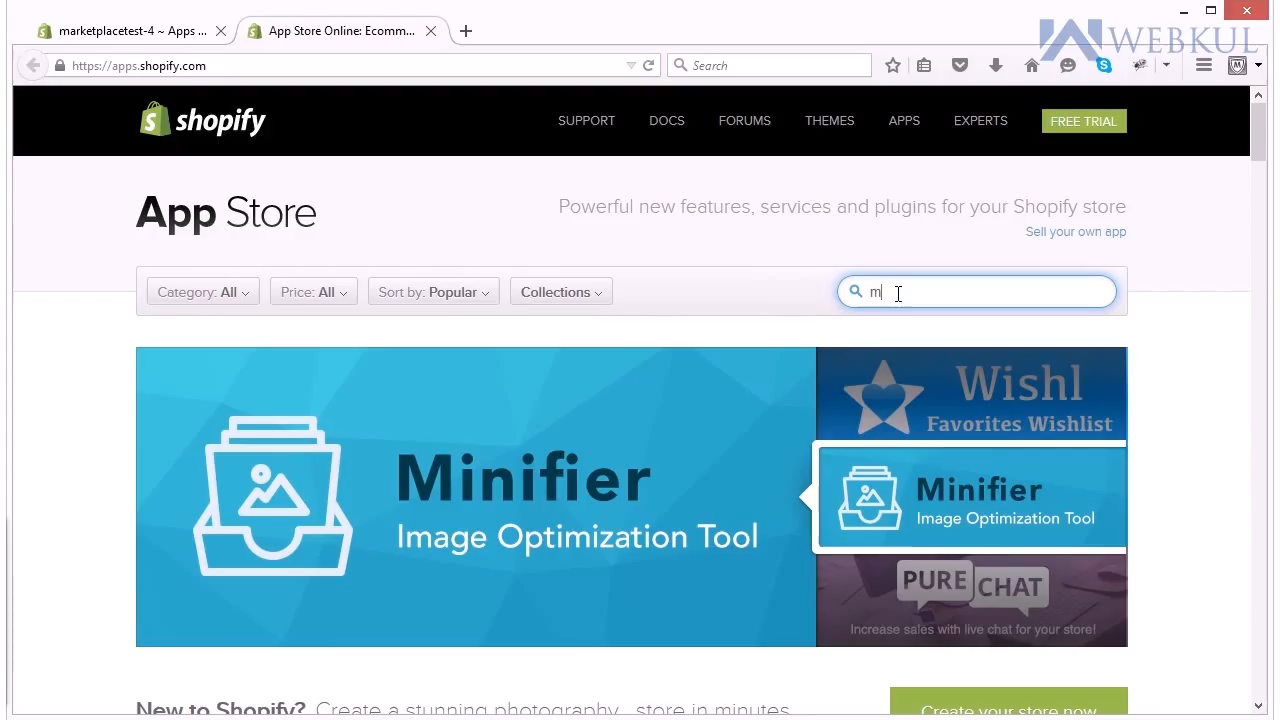 marketplacetest-4 ~ Apps ...
App Store Online: Ecomm...
WEBKUL
https://apps.shopify.com
Search
shopify
SUPPORT
DOCS
FORUMS
THEMES
APPS
EXPERTS
FREE TRIAL
App Store
Powerful new features, services and plugins for your Shopify store
Sell your own app
Category: All
Price: All
Sort by: Popular
Collections
m
Minifier
Image Optimization Tool
Wishl
Favorites Wishlist
Minifier
Image Optimization Tool
PURE CHAT
Increase sales with live chat for your store!
New to Shopify? Create a stunning photography store in minutes
Create your store now